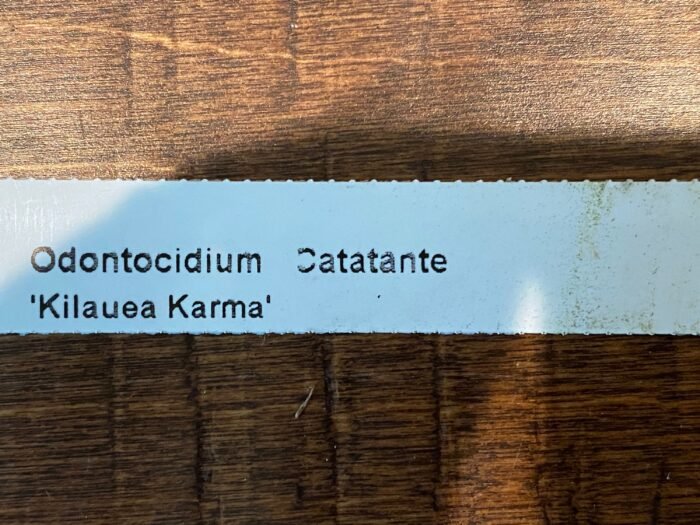 Odontocidium Catatante
'Kilauea Karma'